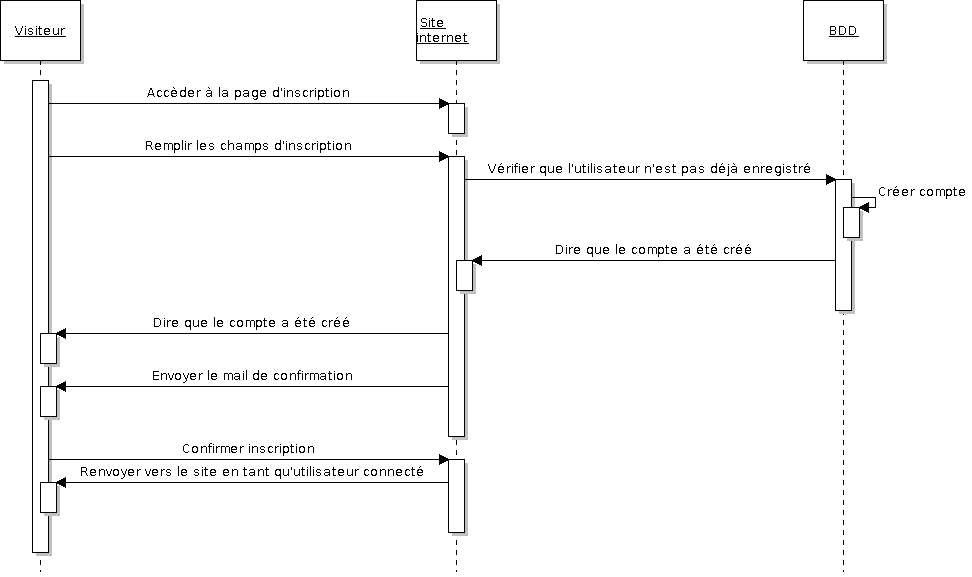 Visiteur
Site
internet
BDD
Accèder à la page d'inscription
Remplir les champs d'inscription
Vérifier que l'utilisateur n'est pas déjà enregistré
Créer compte
Dire que le compte a été créé
Dire que le compte a été créé
Envoyer le mail de confirmation
Confirmer inscription
Renvoyer vers le site en tant qu'utilisateur connecté